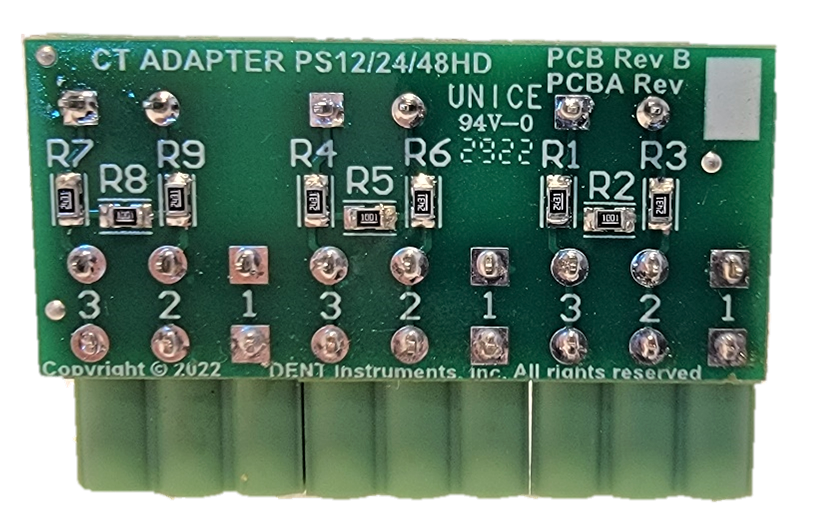 CT ADAPTER PS12/24/48HD
PCB Rev B
PCBA Rev
UNICE
94V-0
2922
R7 R9 R4 R6 R1 R3
R8 R5 R2
1001 1001 1001
3 2 1 3 2 1 3 2 1
Copyright © 2022 DENT Instruments, Inc. All rights reserved